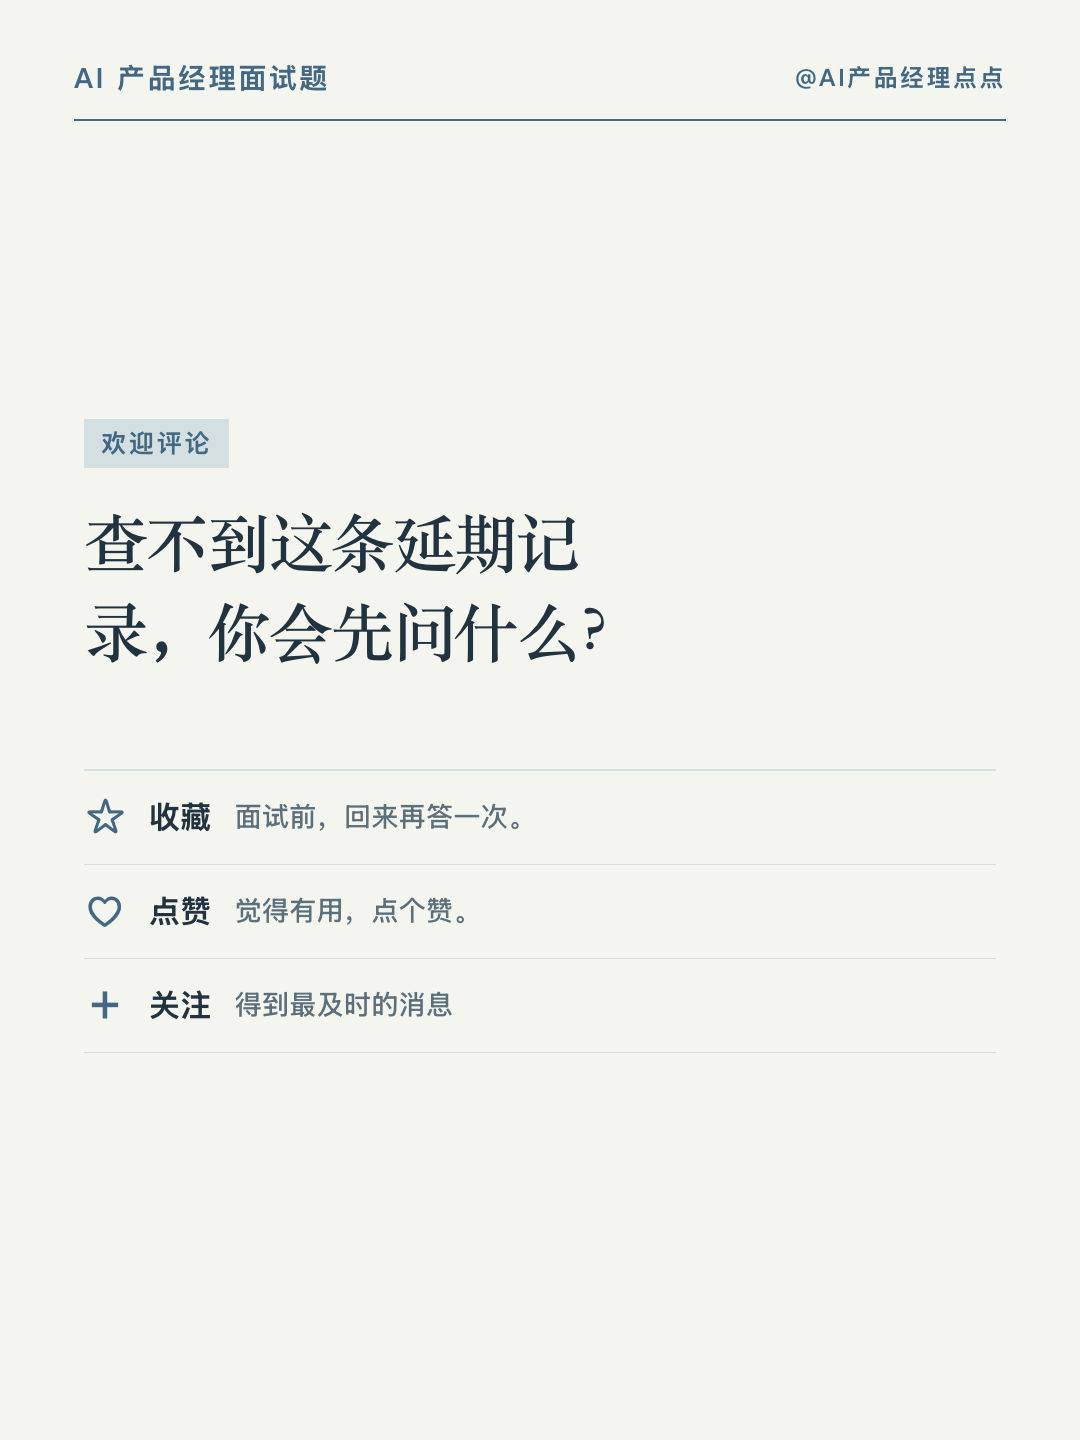 AI 产品经理面试题
@AI产品经理点点
欢迎评论
查不到这条延期记
录，你会先问什么?
收藏 面试前，回来再答一次。
点赞 觉得有用，点个赞。
关注 得到最及时的消息